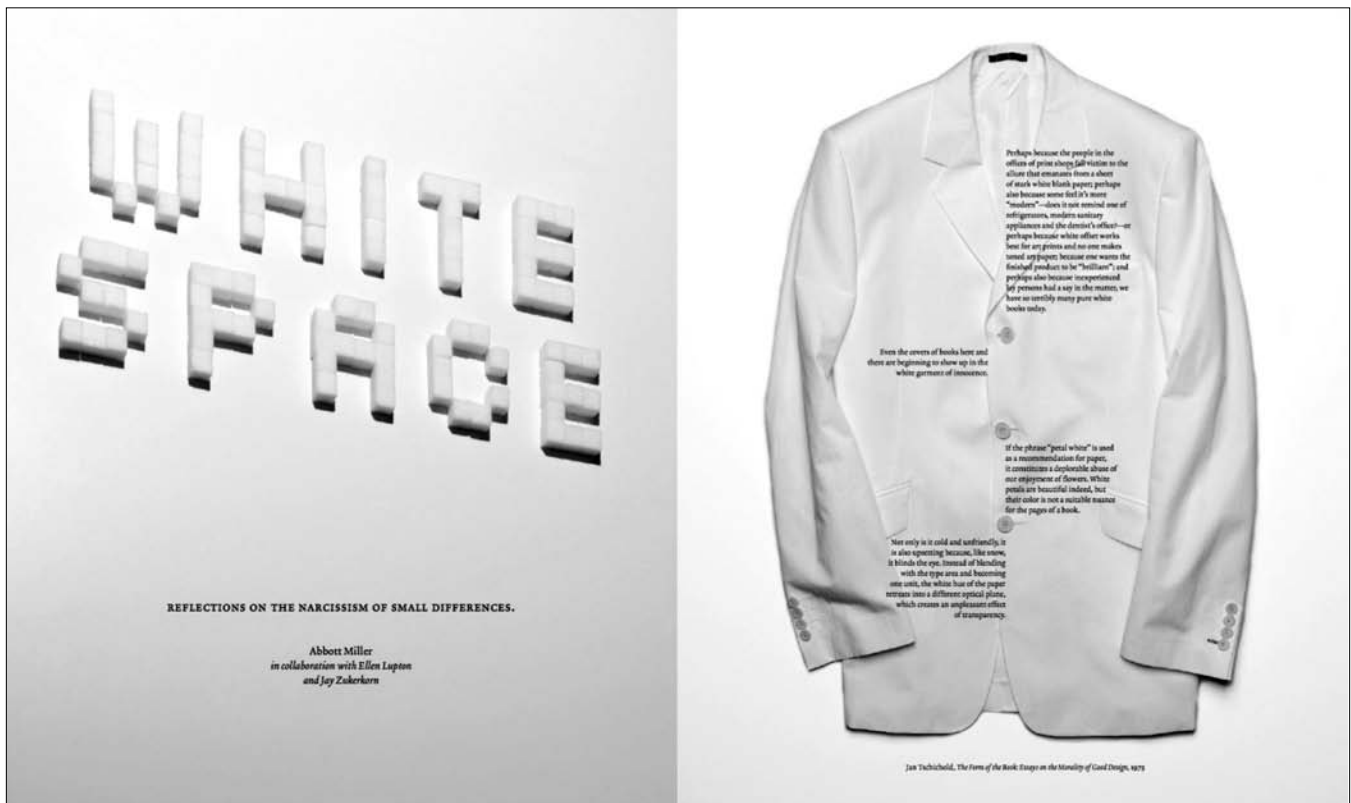 WHITE
SPACE
REFLECTIONS ON THE NARCISSISM OF SMALL DIFFERENCES.
Abbott Miller
in collaboration with Ellen Lupton
and Jay Zukerkorn
Perhaps because the people in the
offices of print shops fall victim to the
allure that emanates from a sheet
of stark white blank paper; perhaps
also because some feel it's more
"modern"—does it not remind one of
refrigerators, modern sanitary
appliances and the dentist's office?—or
perhaps because white offset works
best for art prints and no one makes
toned art paper; because one wants the
finished product to be "brilliant"; and
perhaps also because inexperienced
lay persons had a say in the matter, we
have so terribly many pure white
books today.
Even the covers of books here and
there are beginning to show up in the
white garment of innocence.
If the phrase "petal white" is used
as a recommendation for paper,
it constitutes a deplorable abuse of
our enjoyment of flowers. White
petals are beautiful indeed, but
their color is not a suitable nuance
for the pages of a book.
Not only is it cold and unfriendly, it
is also upsetting because, like snow,
it blinds the eye. Instead of blending
with the type area and becoming
one unit, the white hue of the paper
retreats into a different optical plane,
which creates an unpleasant effect
of transparency.
Jan Tschichold, The Form of the Book: Essays on the Morality of Good Design, 1975